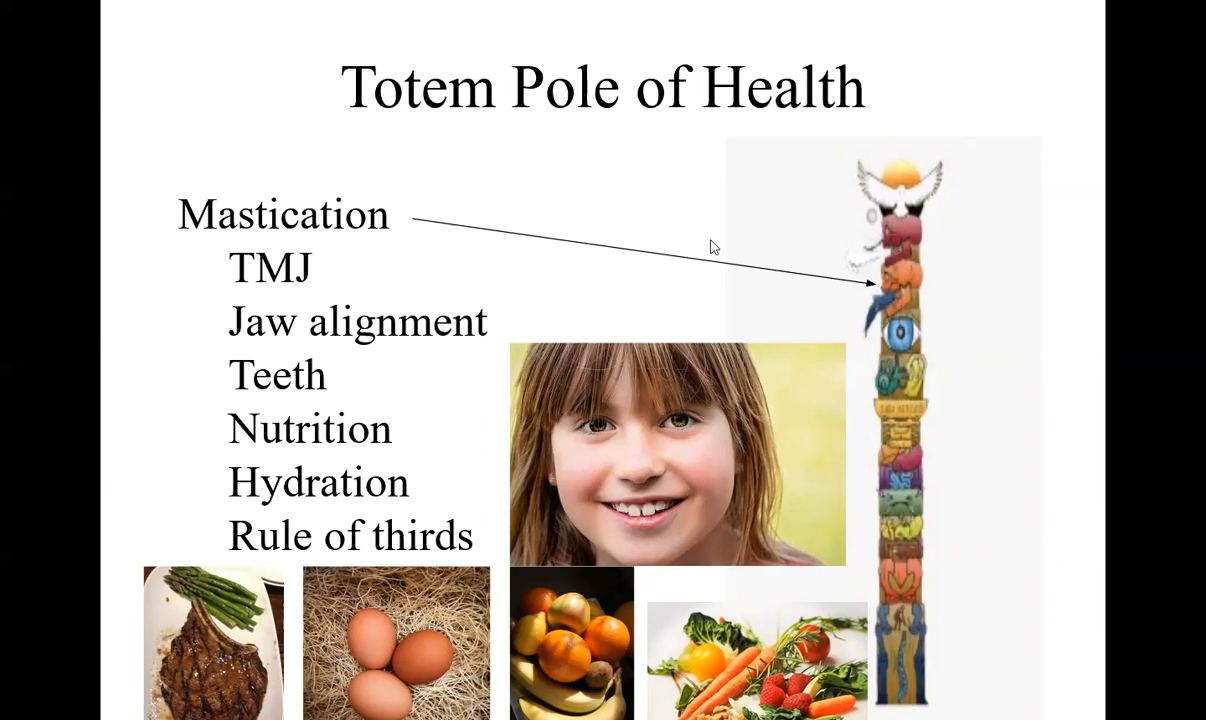 Totem Pole of Health
Mastication
TMJ
Jaw alignment
Teeth
Nutrition
Hydration
Rule of thirds